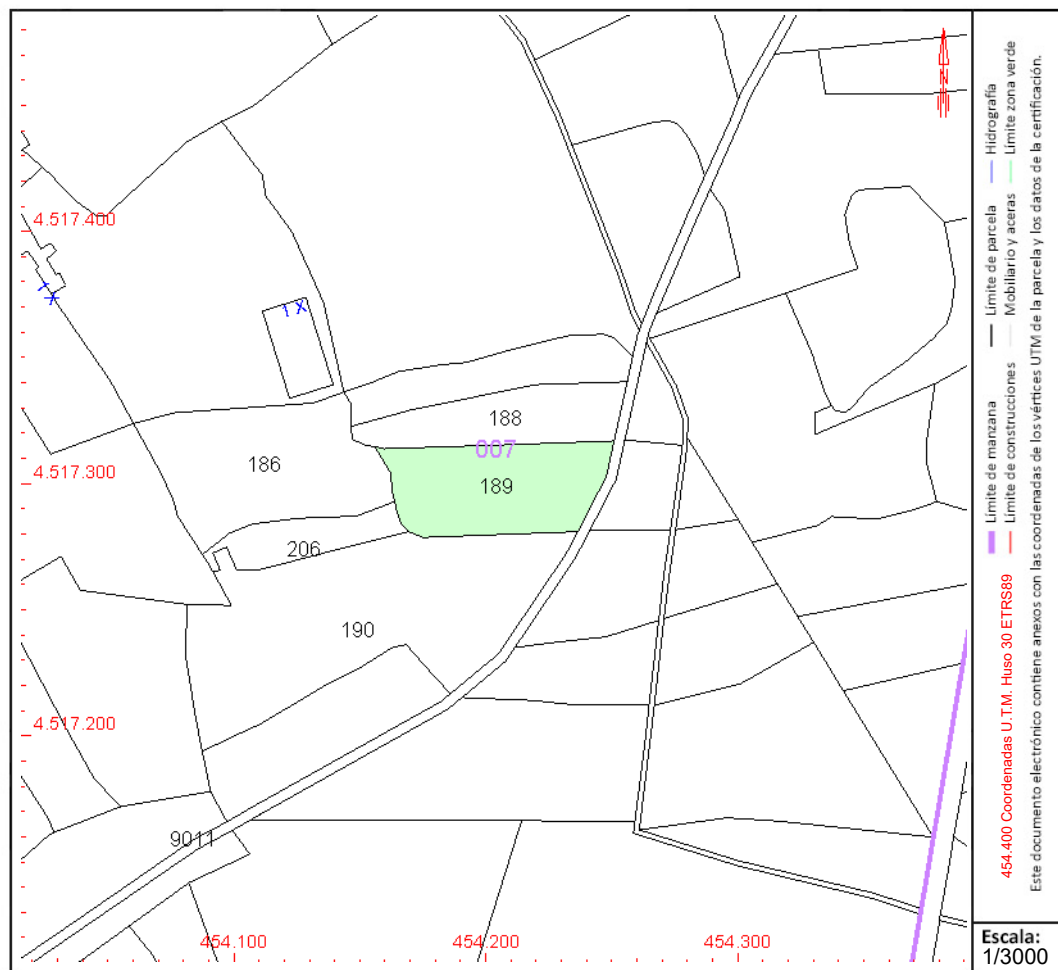 4.517.400
1 X
1 X
188
007
186
4.517.300
189
206
190
4.517.200
9011
454.100
454.200
454.300
N
Límite de manzana
Límite de parcela
Hidrografía
Límite de construcciones
Mobiliario y aceras
Límite zona verde
454.400 Coordenadas U.T.M. Huso 30 ETRS89
Este documento electrónico contiene anexos con las coordenadas de los vértices UTM de la parcela y los datos de la certificación.
Escala:
1/3000